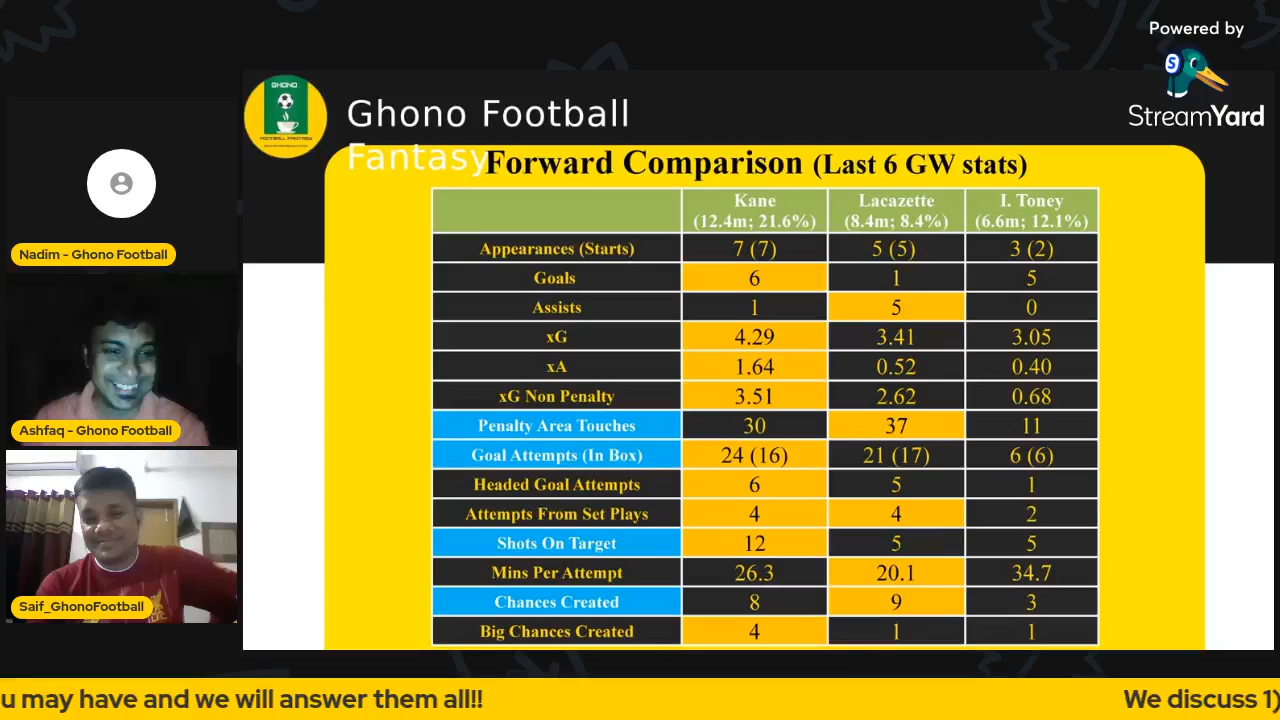 Powered by
StreamYard
Ghono Football
Fantasy
GHONO
Forward Comparison (Last 6 GW stats)
Kane Lacazette I. Toney
(12.4m; 21.6%) (8.4m; 8.4%) (6.6m; 12.1%)
Appearances (Starts) 7 (7) 5 (5) 3 (2)
Goals 6 1 5
Assists 1 5 0
xG 4.29 3.41 3.05
xA 1.64 0.52 0.40
xG Non Penalty 3.51 2.62 0.68
Penalty Area Touches 30 37 11
Goal Attempts (In Box) 24 (16) 21 (17) 6 (6)
Headed Goal Attempts 6 5 1
Attempts From Set Plays 4 4 2
Shots On Target 12 5 5
Mins Per Attempt 26.3 20.1 34.7
Chances Created 8 9 3
Big Chances Created 4 1 1
Nadim - Ghono Football
Ashfaq - Ghono Football
Saif_GhonoFootball
u may have and we will answer them all!! We discuss 1)